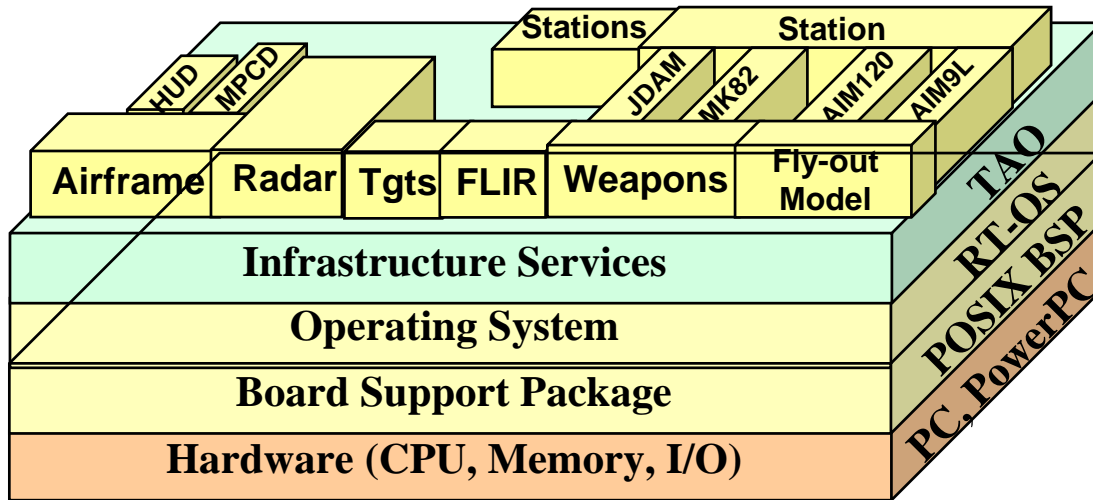 Stations
Station
HUD
MPCD
JDAM
MK82
AIM120
AIM9L
Airframe
Radar
Tgts
FLIR
Weapons
Fly-out
Model
Infrastructure Services
TAO
Operating System
RT-OS
Board Support Package
POSIX BSP
Hardware (CPU, Memory, I/O)
PC, PowerPC